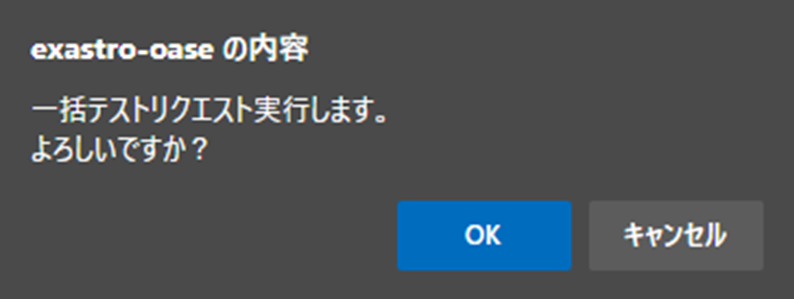 exastro-oase の内容
一括テストリクエスト実行します。
よろしいですか？
OK
キャンセル